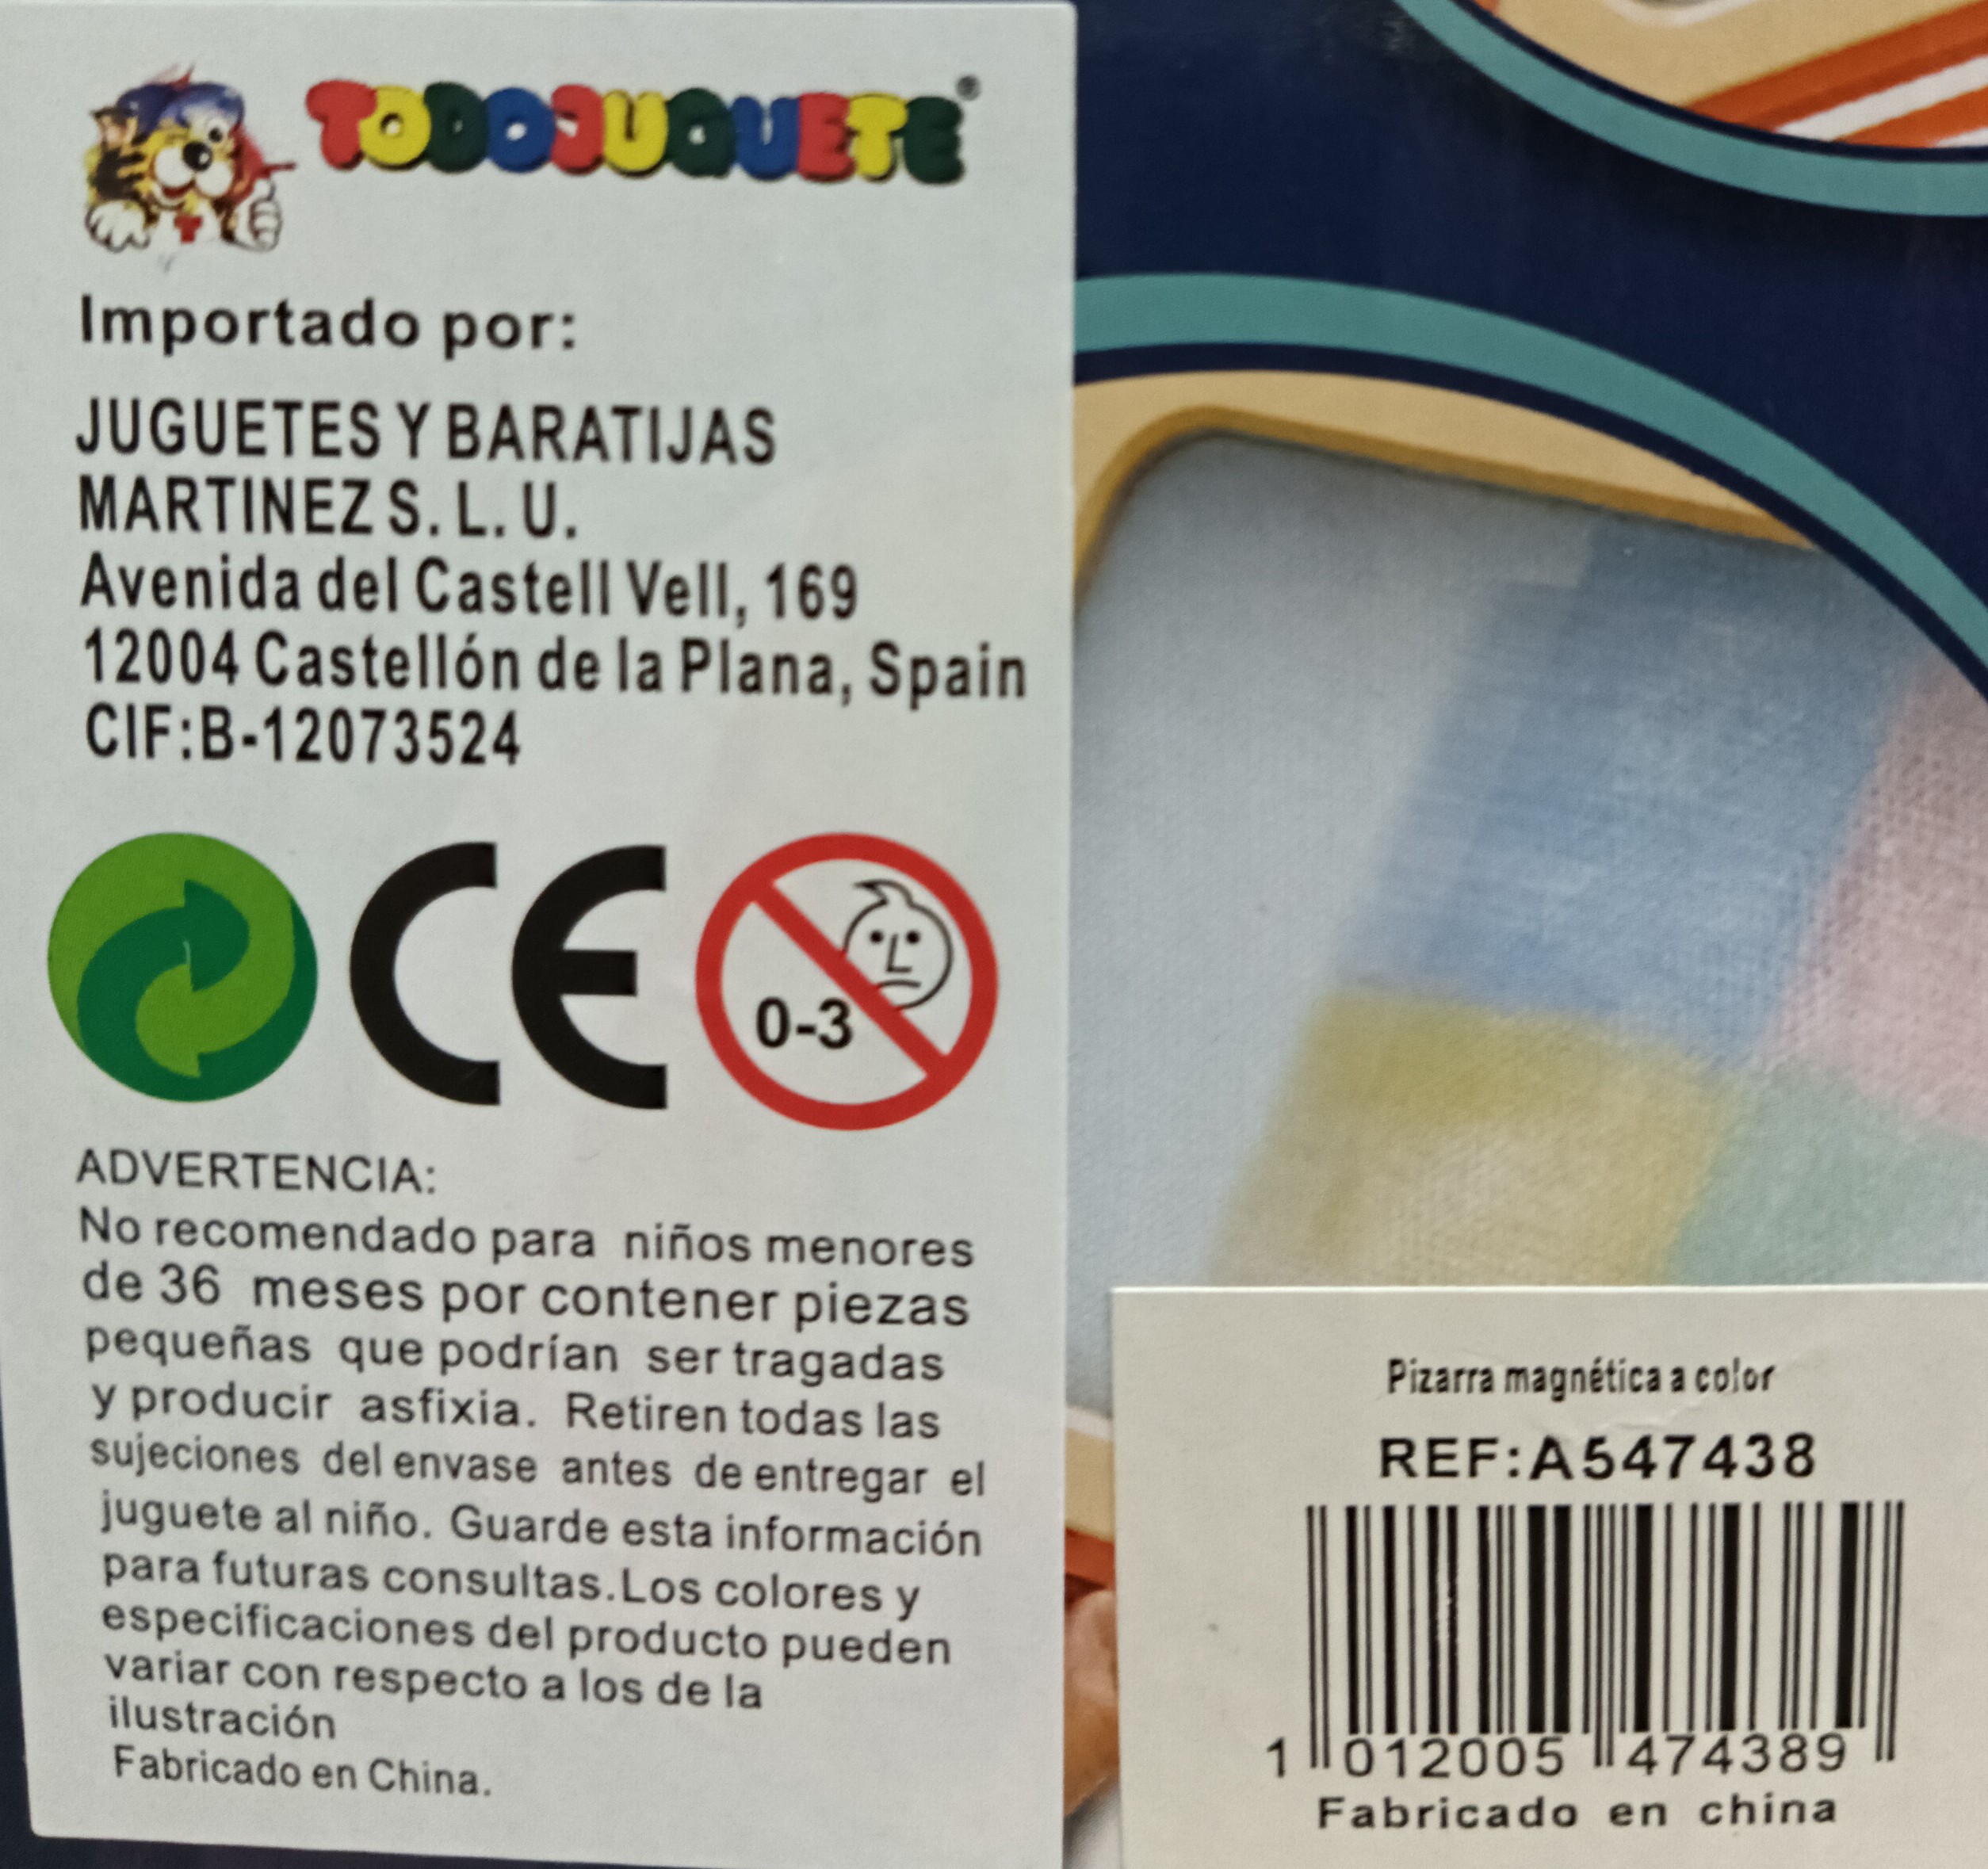 TODOJUGUETE®
Importado por:
JUGUETES Y BARATIJAS
MARTINEZ S. L. U.
Avenida del Castell Vell, 169
12004 Castellón de la Plana, Spain
CIF:B-12073524
CE
0-3
ADVERTENCIA:
No recomendado para niños menores
de 36 meses por contener piezas
pequeñas que podrían ser tragadas
y producir asfixia. Retiren todas las
sujeciones del envase antes de entregar el
juguete al niño. Guarde esta información
para futuras consultas.Los colores y
especificaciones del producto pueden
variar con respecto a los de la
ilustración
Fabricado en China.
Pizarra magnética a color
REF:A547438
1 012005 474389
Fabricado en china